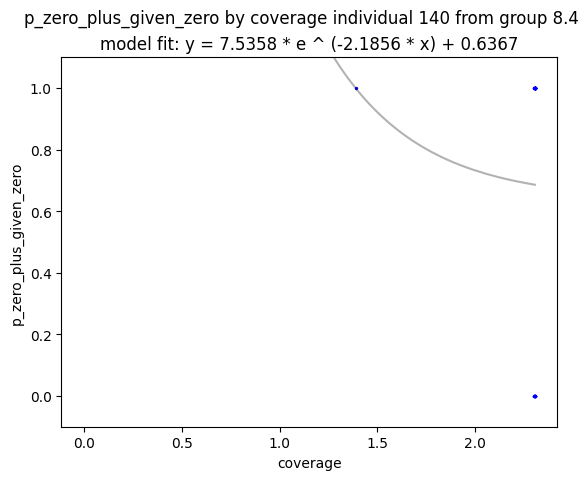 p_zero_plus_given_zero by coverage individual 140 from group 8.4
model fit: y = 7.5358 * e ^ (-2.1856 * x) + 0.6367
1.0
0.8
0.6
0.4
0.2
0.0
p_zero_plus_given_zero
0.0 0.5 1.0 1.5 2.0
coverage